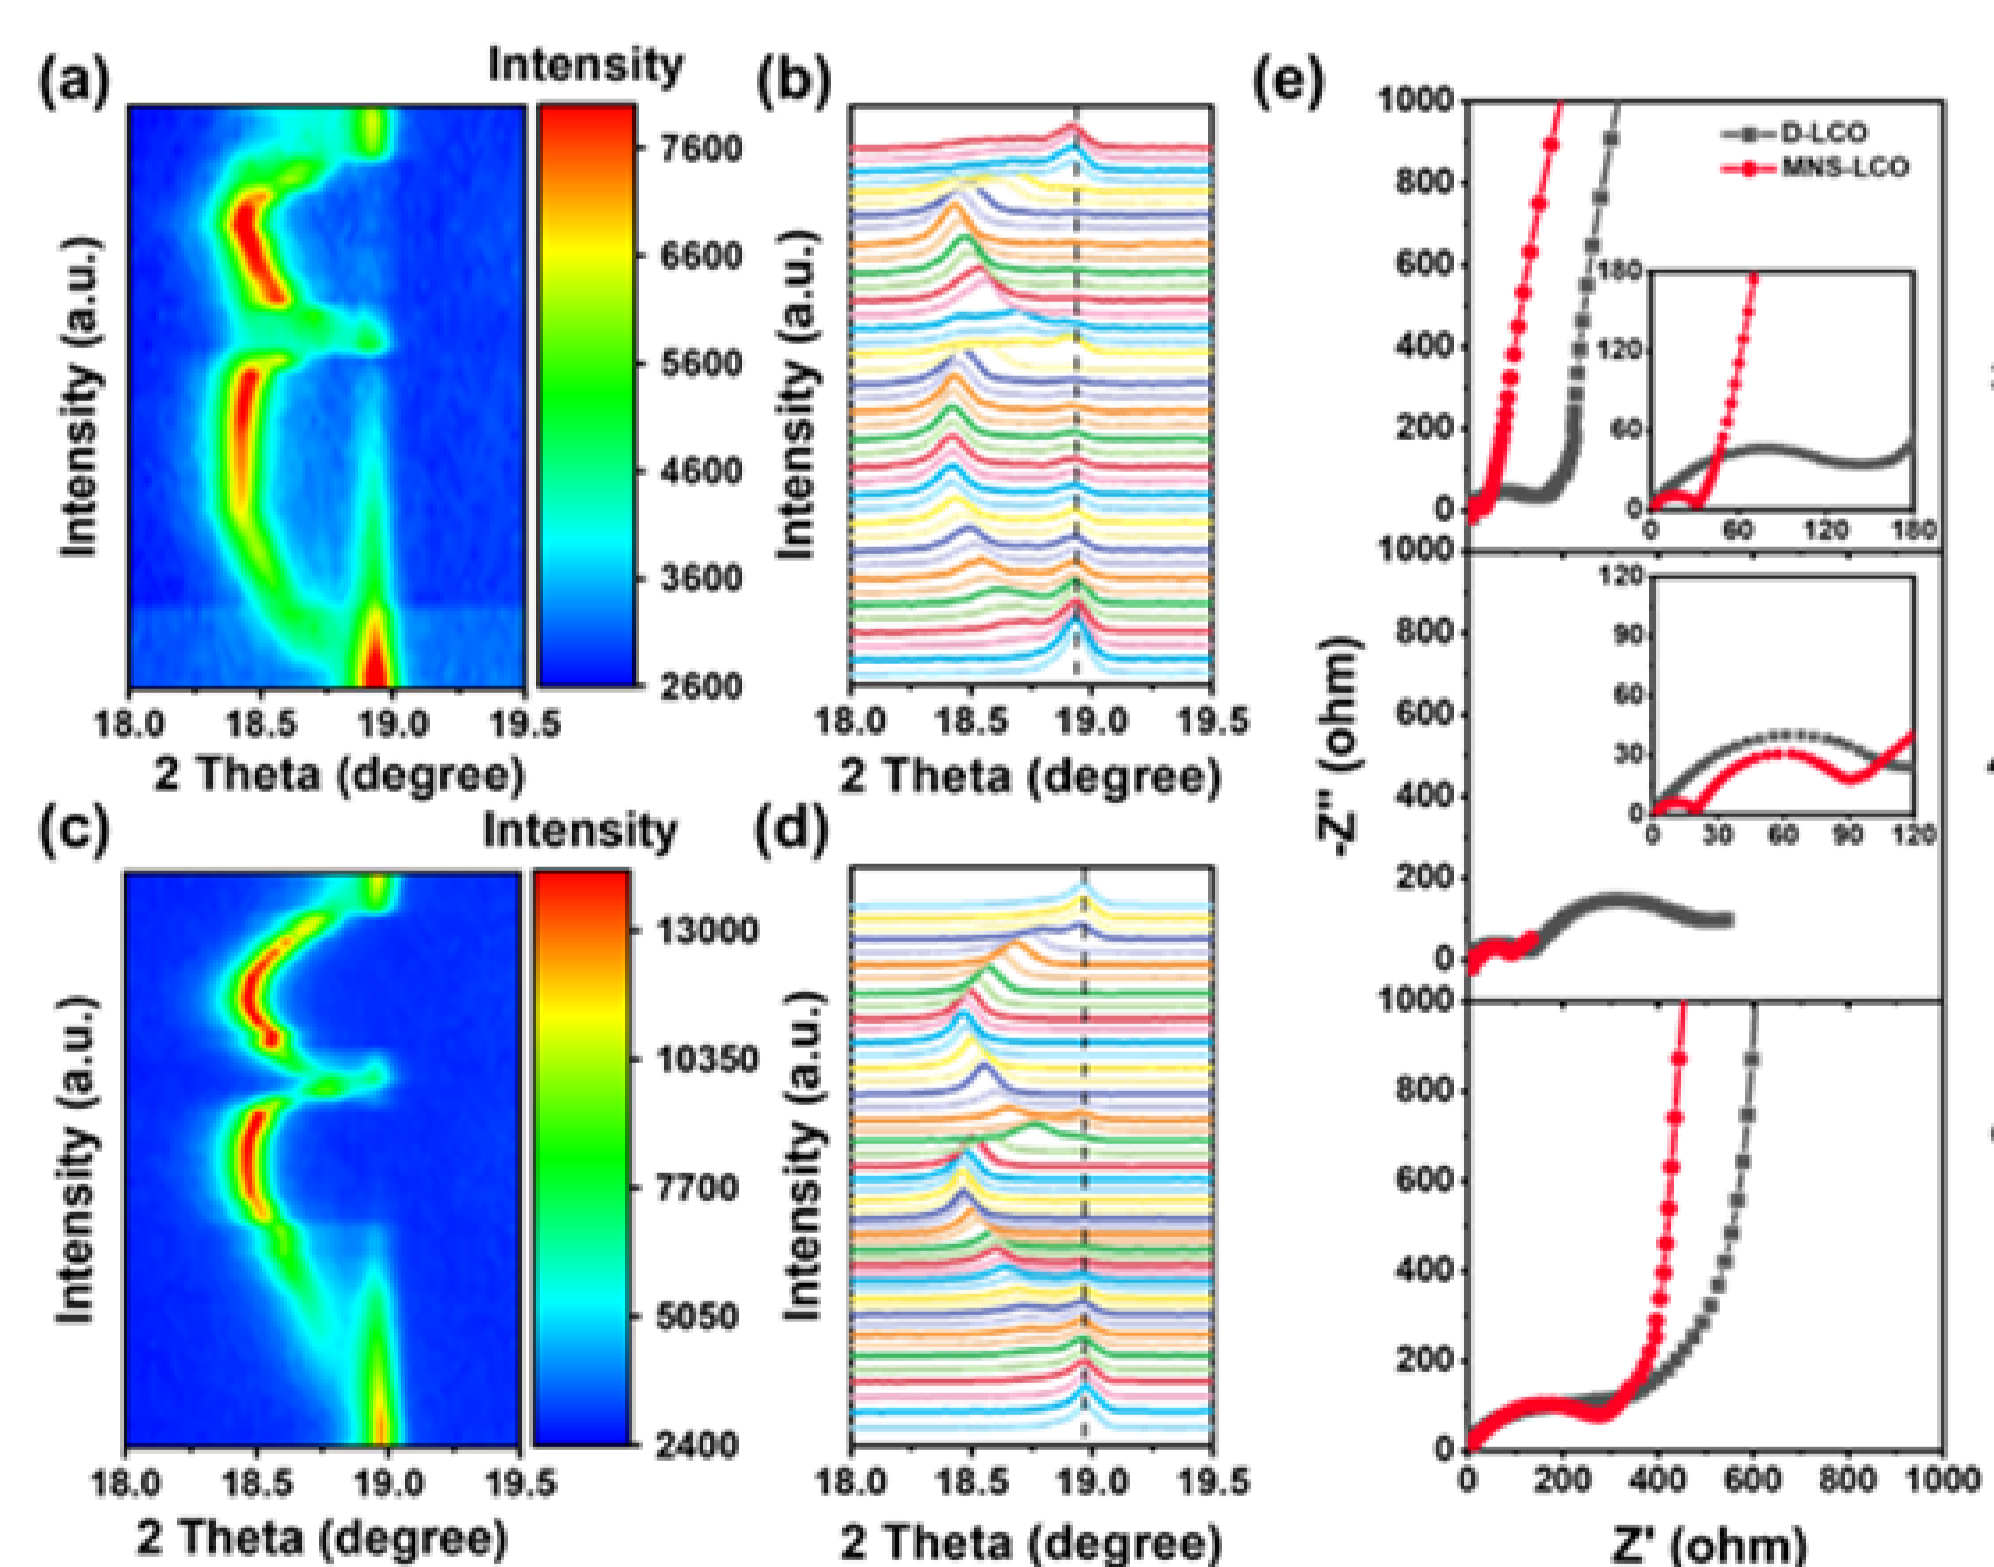 (a)
Intensity
7600
6600
5600
4600
3600
2600
Intensity (a.u.)
18.0 18.5 19.0 19.5
2 Theta (degree)
(b)
Intensity (a.u.)
18.0 18.5 19.0 19.5
2 Theta (degree)
(c)
Intensity
13000
10350
7700
5050
2400
Intensity (a.u.)
18.0 18.5 19.0 19.5
2 Theta (degree)
(d)
Intensity (a.u.)
18.0 18.5 19.0 19.5
2 Theta (degree)
(e)
D-LCO
MNS-LCO
1000
800
600
400
200
0
180
120
60
0
0 60 120 180
1000
800
600
400
200
0
120
90
60
30
0
0 30 60 90 120
1000
800
600
400
200
0
0 200 400 600 800 1000
-Z" (ohm)
Z' (ohm)